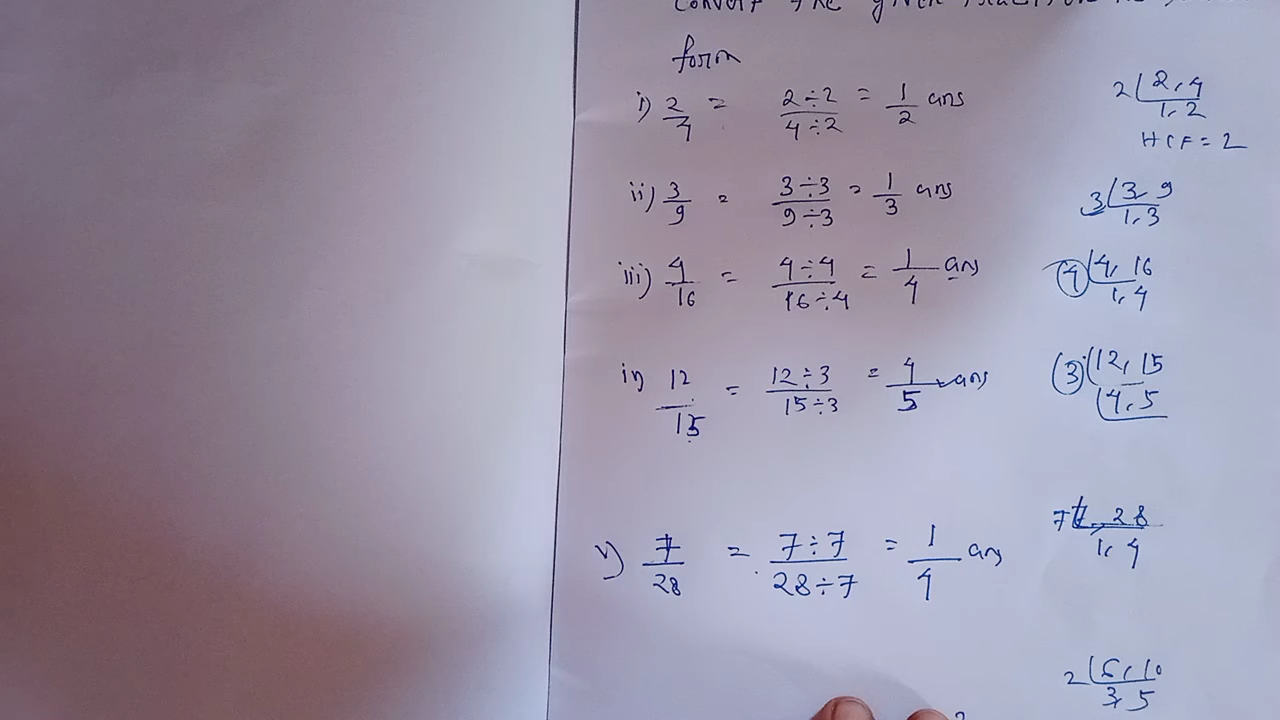 convert the given
form
i) 2/4 = 2÷2/4÷2 = 1/2 ans
2 | 2, 4
1, 2
HCF = 2
ii) 3/9 = 3÷3/9÷3 = 1/3 ans
3 | 3, 9
1, 3
iii) 4/16 = 4÷4/16÷4 = 1/4 ans
4 | 4, 16
1, 4
iv) 12/15 = 12÷3/15÷3 = 4/5 ans
3 | 12, 15
4, 5
v) 7/28 = 7÷7/28÷7 = 1/4 ans
7 | 7, 28
1, 4
2 | 6, 10
3, 5